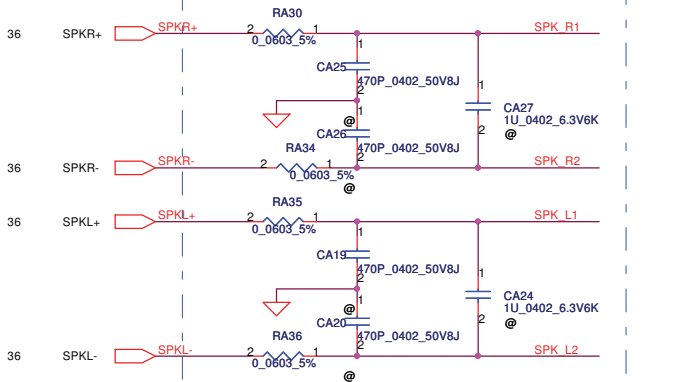 RA30
36 SPKR+ SPKR+ 2 1 SPK_R1
0_0603_5%
1
CA25
470P_0402_50V8J
2
1
1
@
CA27
CA26
1U_0402_6.3V6K
2
@
RA34
470P_0402_50V8J
2
36 SPKR- SPKR- 2 1 SPK_R2
0_0603_5%
@
RA35
36 SPKL+ SPKL+ 2 1 SPK_L1
0_0603_5%
1
CA19
470P_0402_50V8J
1
2
CA24
1
@
1U_0402_6.3V6K
CA20
2
@
RA36
470P_0402_50V8J
2
36 SPKL- SPKL- 2 1 SPK_L2
0_0603_5%
@